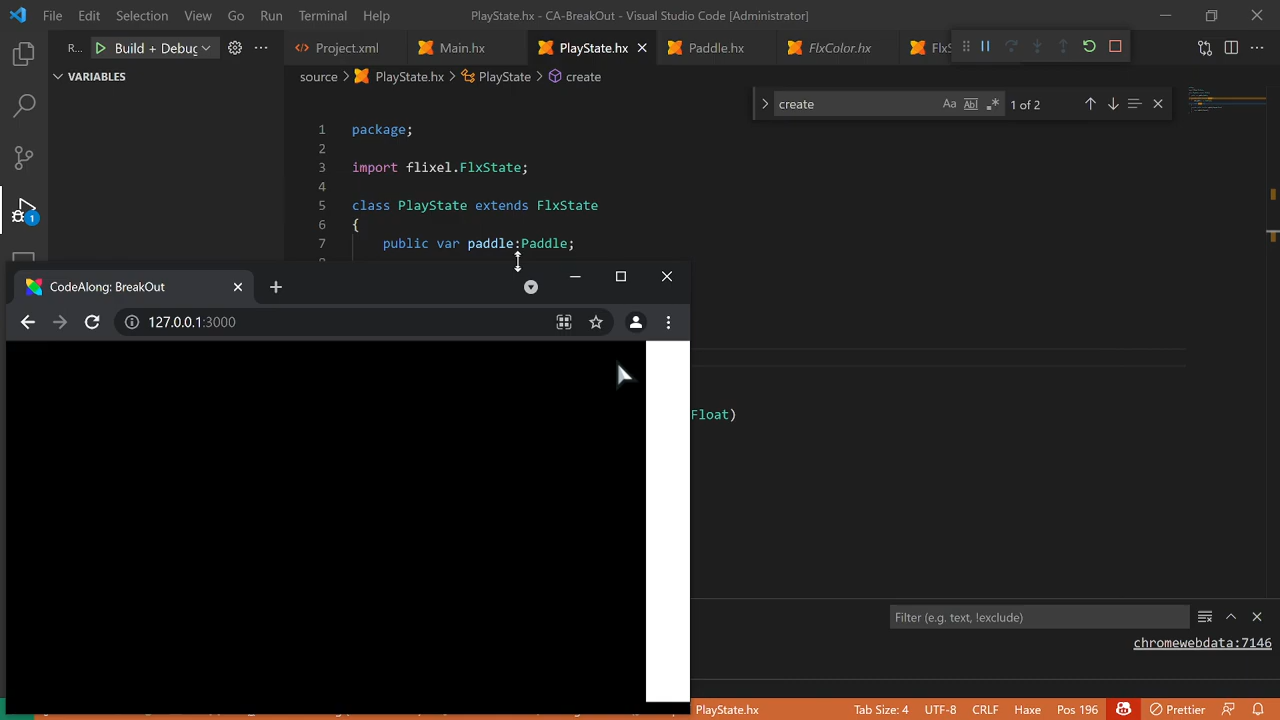 File Edit Selection View Go Run Terminal Help
PlayState.hx - CA-BreakOut - Visual Studio Code [Administrator]
R... Build + Debug
Project.xml Main.hx PlayState.hx Paddle.hx FlxColor.hx FlxS
VARIABLES
source > PlayState.hx > PlayState > create
create Aa Abl 1 of 2
1 package;
2
3 import flixel.FlxState;
4
5 class PlayState extends FlxState
6 {
7 public var paddle:Paddle;
1
CodeAlong: BreakOut
127.0.0.1:3000
Float)
Filter (e.g. text, !exclude)
chromewebdata:7146
PlayState.hx Tab Size: 4 UTF-8 CRLF Haxe Pos 196 Prettier